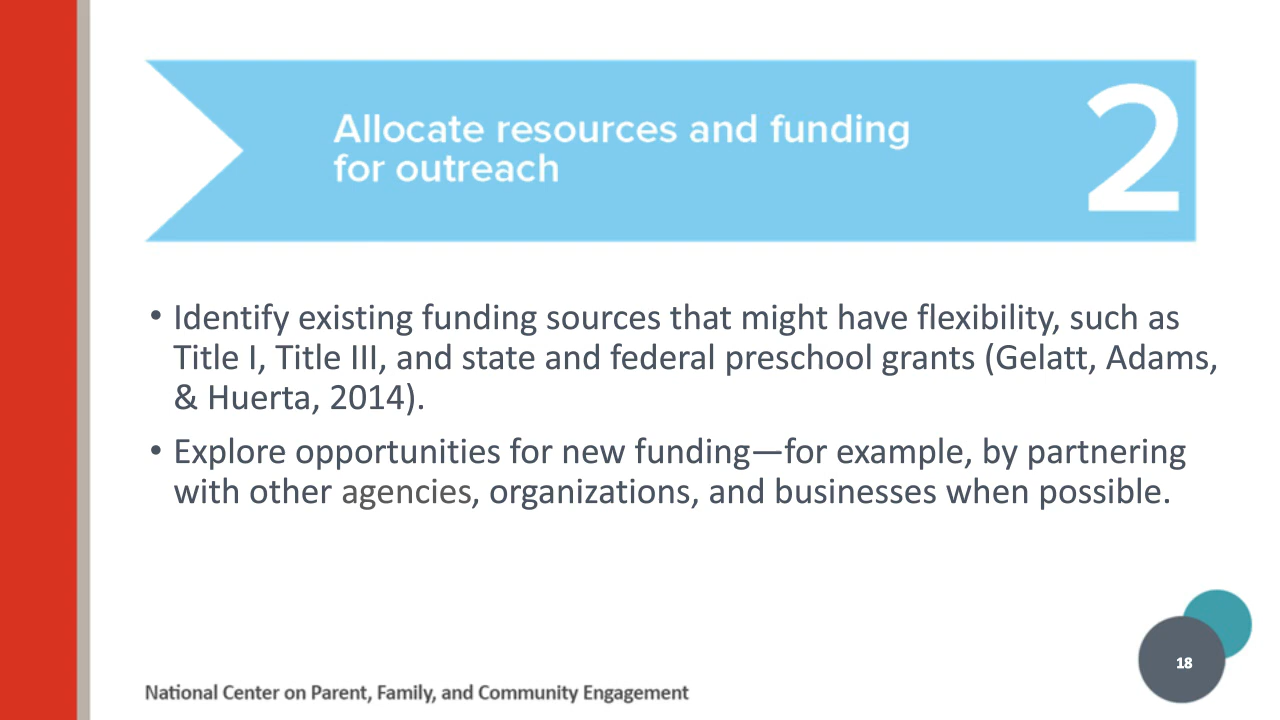 Allocate resources and funding
for outreach
2
• Identify existing funding sources that might have flexibility, such as
Title I, Title III, and state and federal preschool grants (Gelatt, Adams,
& Huerta, 2014).
• Explore opportunities for new funding—for example, by partnering
with other agencies, organizations, and businesses when possible.
18
National Center on Parent, Family, and Community Engagement